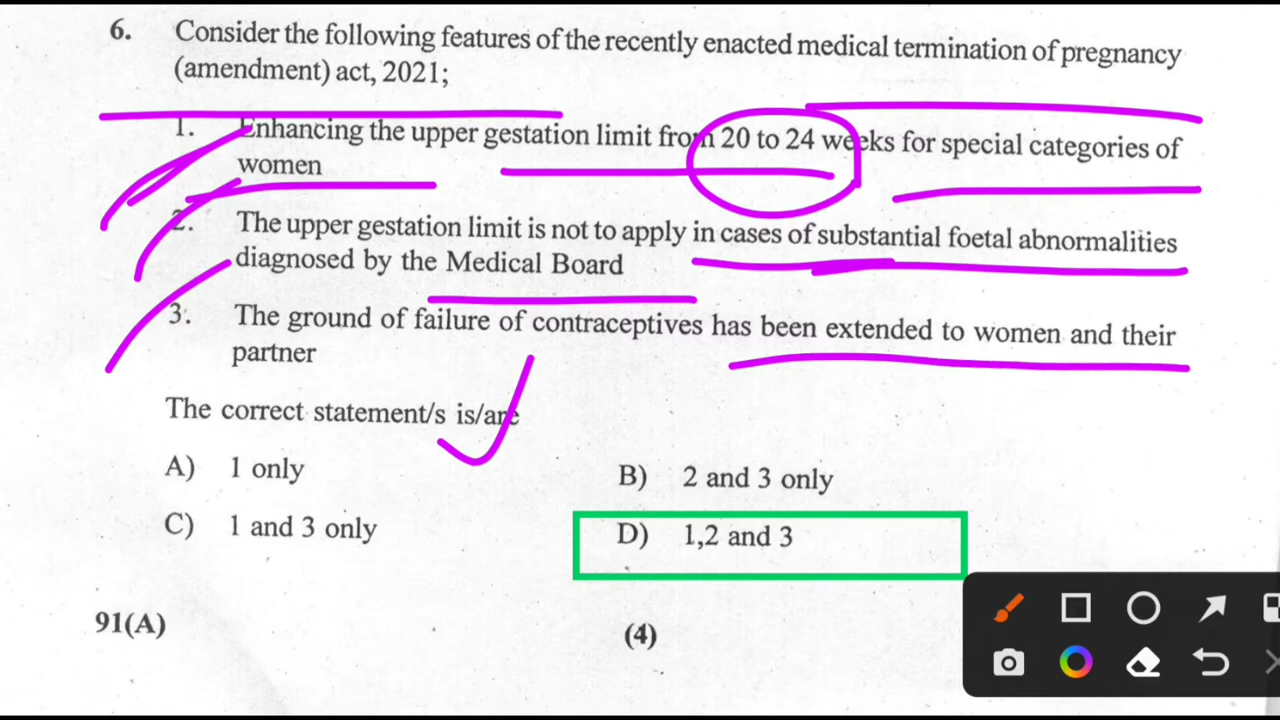 6. Consider the following features of the recently enacted medical termination of pregnancy
(amendment) act, 2021;
1. Enhancing the upper gestation limit from 20 to 24 weeks for special categories of
women
2. The upper gestation limit is not to apply in cases of substantial foetal abnormalities
diagnosed by the Medical Board
3. The ground of failure of contraceptives has been extended to women and their
partner
The correct statement/s is/are
A) 1 only
B) 2 and 3 only
C) 1 and 3 only
D) 1,2 and 3
91(A)
(4)